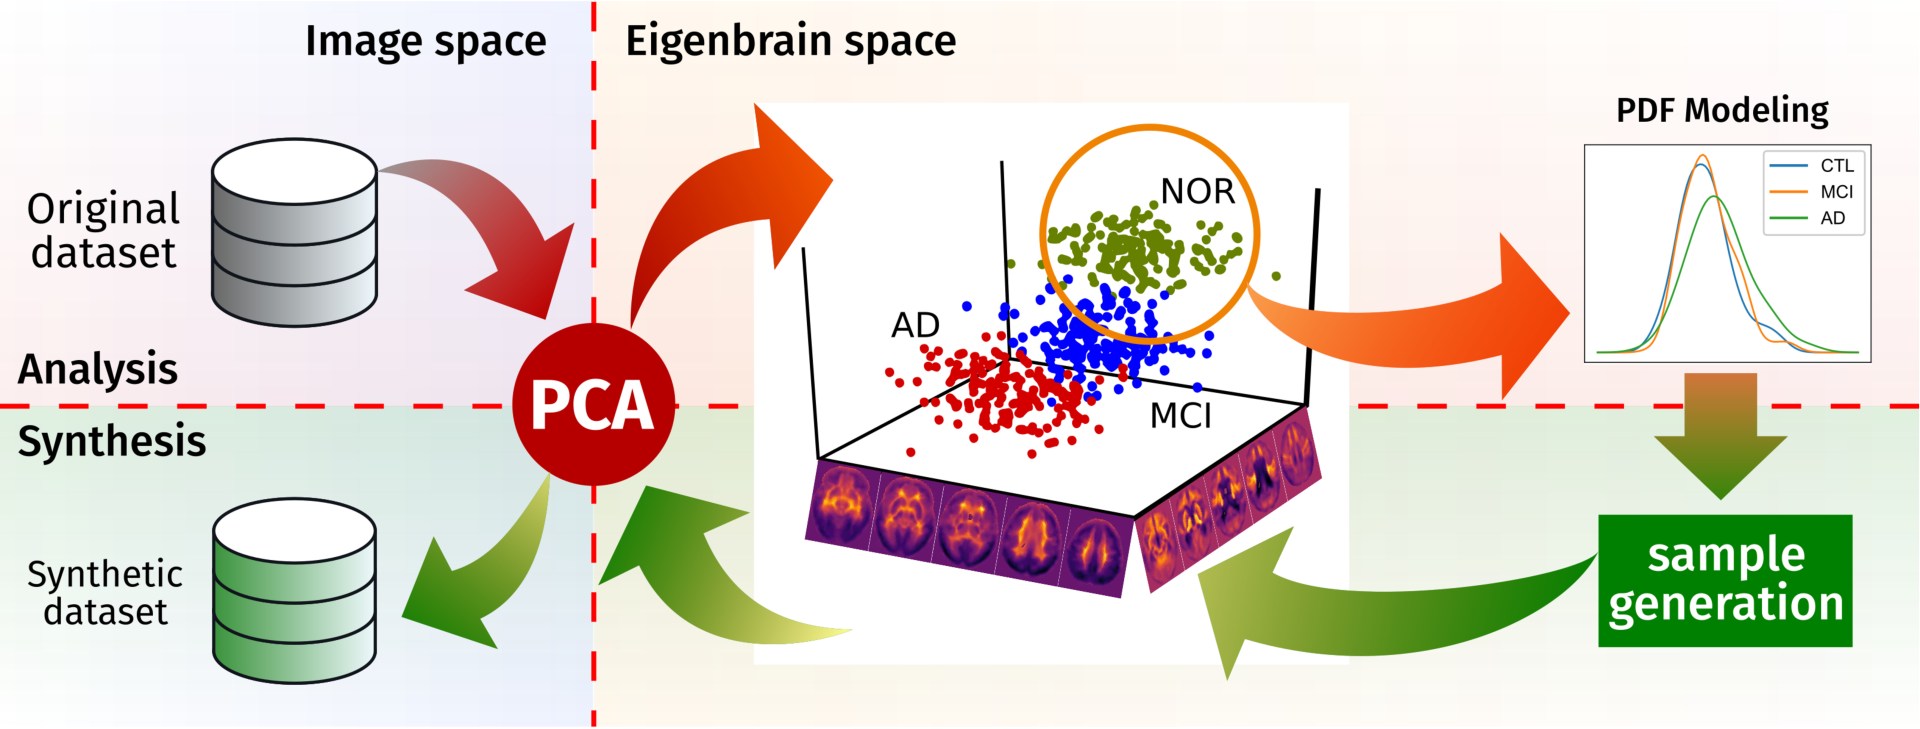 Image space
Eigenbrain space
PDF Modeling
CTL
MCI
AD
NOR
Original
dataset
AD
Analysis
PCA
MCI
Synthesis
sample
generation
Synthetic
dataset